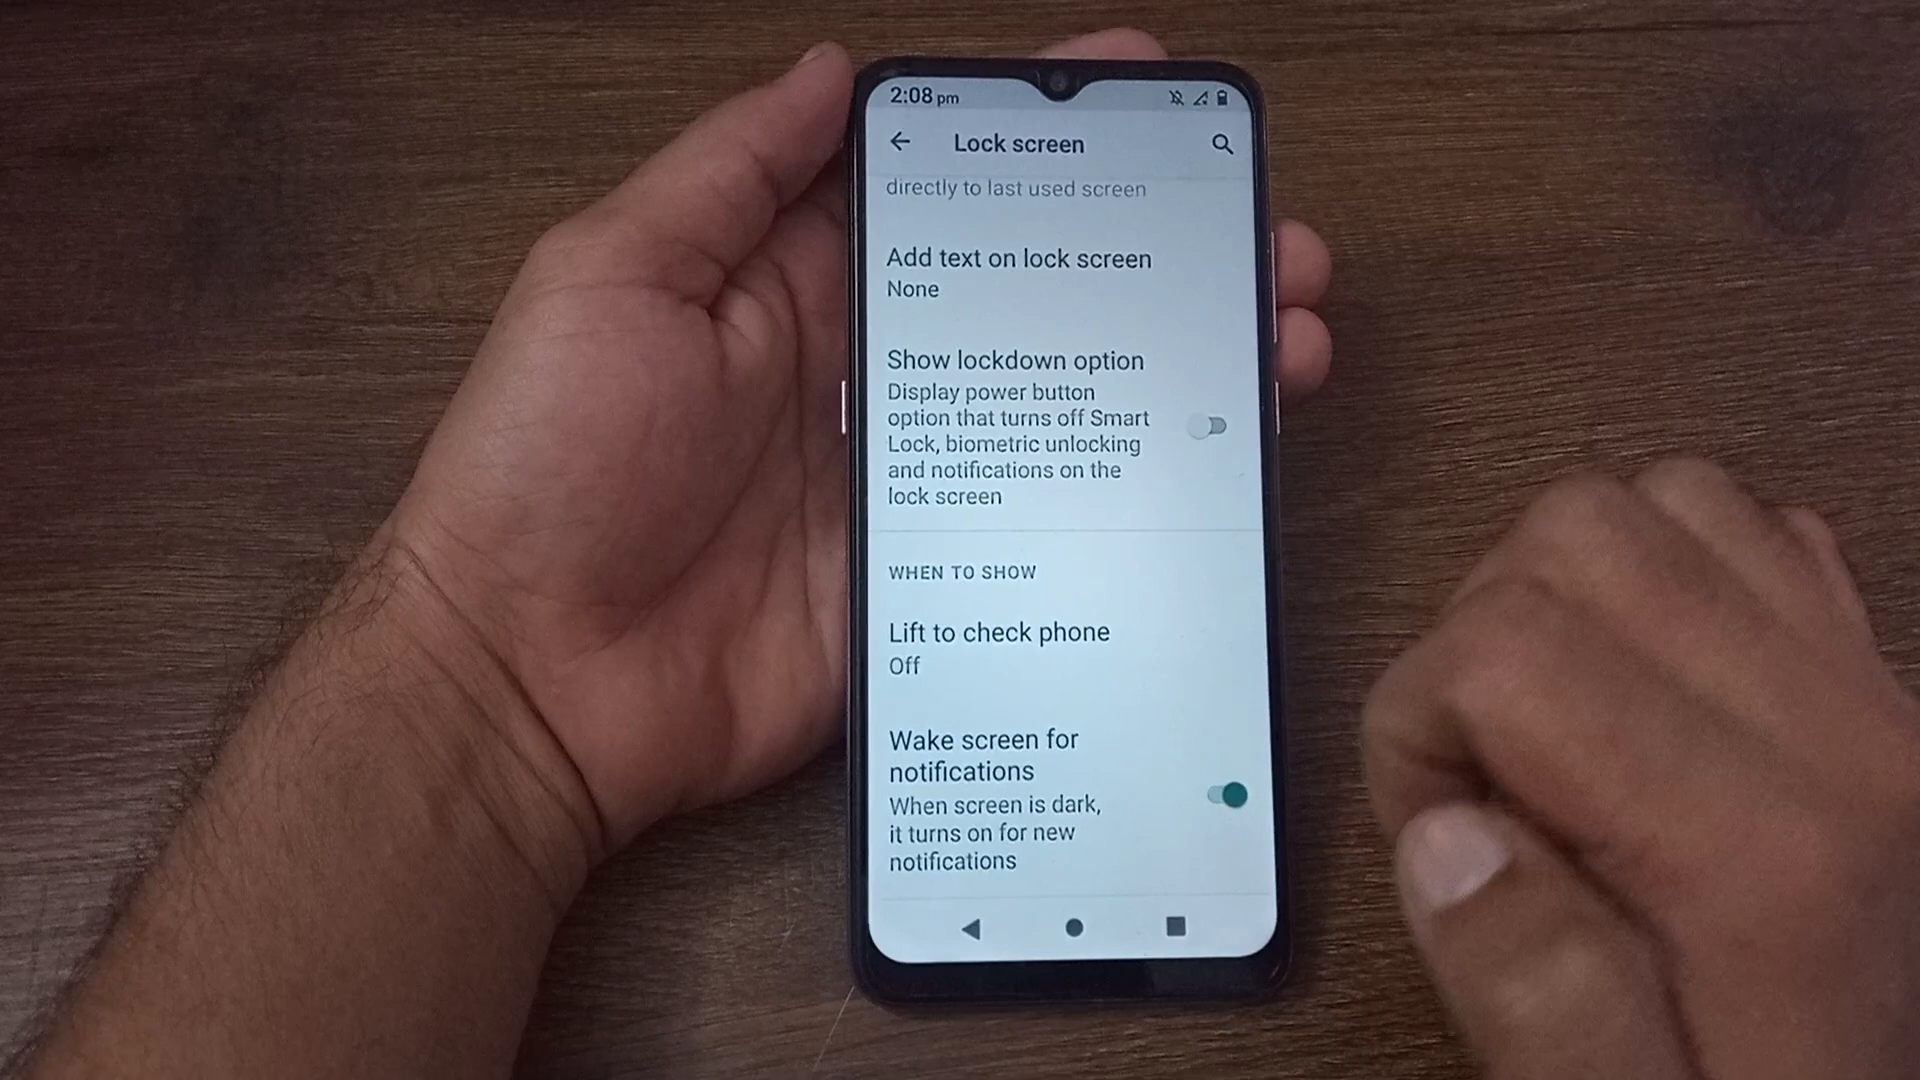 2:08 pm
Lock screen
directly to last used screen
Add text on lock screen
None
Show lockdown option
Display power button
option that turns off Smart
Lock, biometric unlocking
and notifications on the
lock screen
WHEN TO SHOW
Lift to check phone
Off
Wake screen for
notifications
When screen is dark,
it turns on for new
notifications